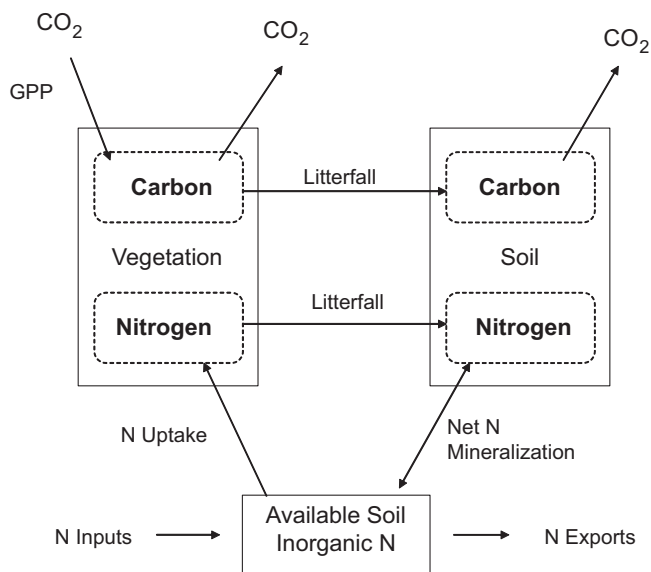 CO2
CO2
CO2
GPP
Carbon
Litterfall
Carbon
Vegetation
Soil
Nitrogen
Litterfall
Nitrogen
N Uptake
Net N
Mineralization
N Inputs
Available Soil
Inorganic N
N Exports